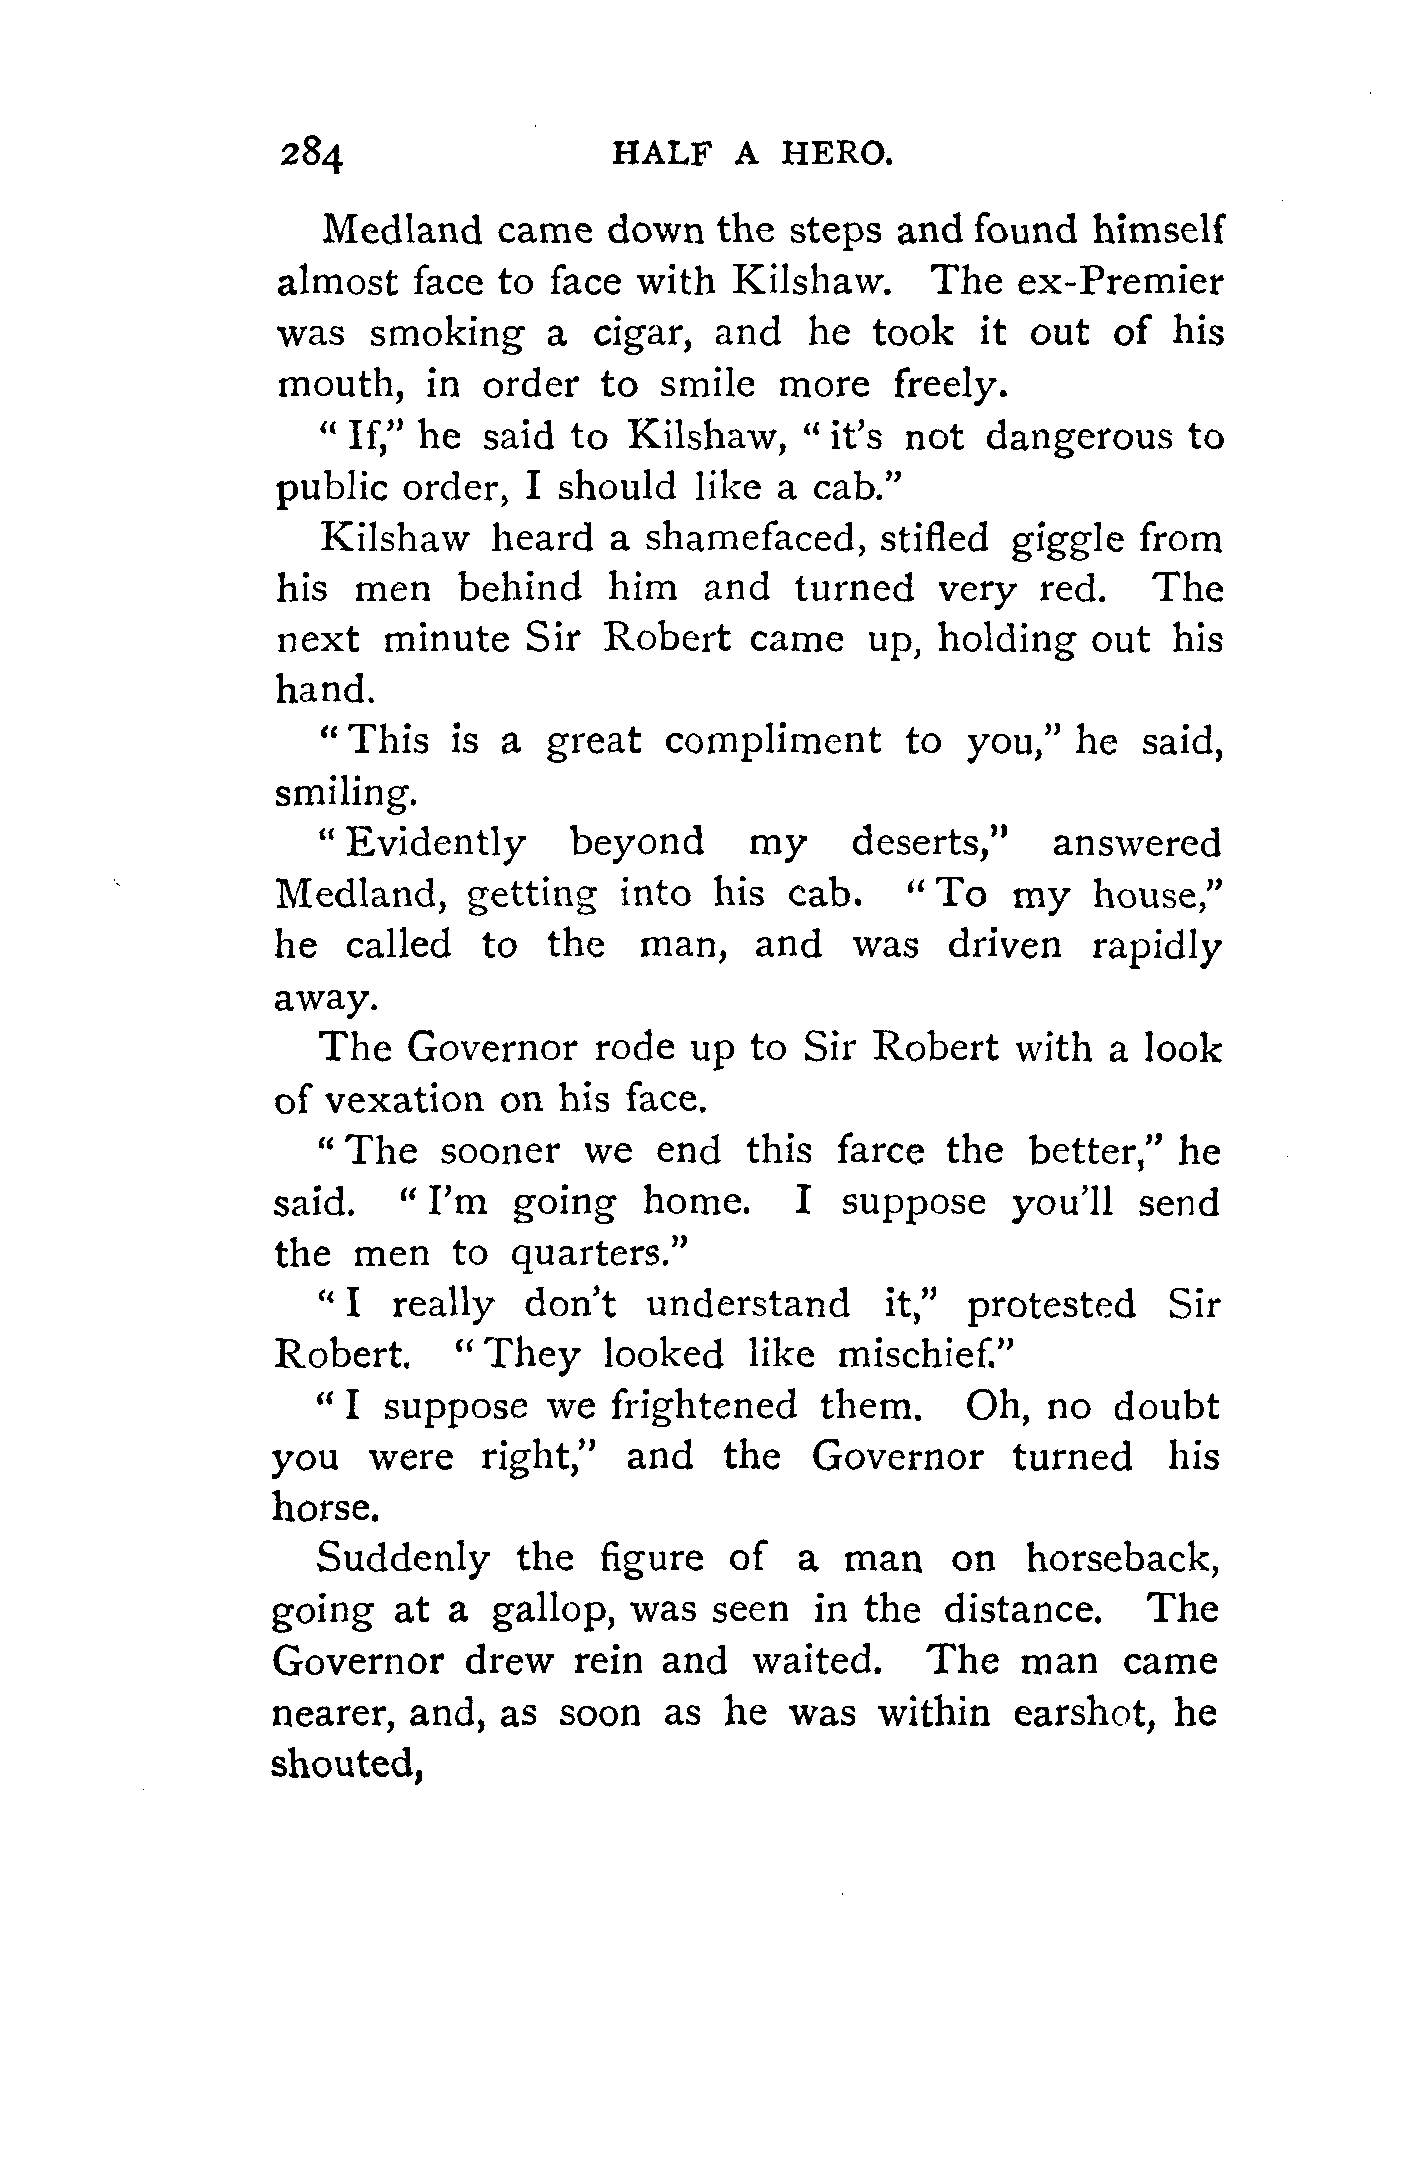 284 HALF A HERO.
Medland came down the steps and found himself
almost face to face with Kilshaw. The ex-Premier
was smoking a cigar, and he took it out of his
mouth, in order to smile more freely.
“ If,” he said to Kilshaw, “ it’s not dangerous to
public order, I should like a cab.”
Kilshaw heard a shamefaced, stifled giggle from
his men behind him and turned very red. The
next minute Sir Robert came up, holding out his
hand.
“ This is a great compliment to you,” he said,
smiling.
“ Evidently beyond my deserts,” answered
Medland, getting into his cab. “ To my house,”
he called to the man, and was driven rapidly
away.
The Governor rode up to Sir Robert with a look
of vexation on his face.
“ The sooner we end this farce the better,” he
said. “ I’m going home. I suppose you’ll send
the men to quarters.”
“ I really don’t understand it,” protested Sir
Robert. “ They looked like mischief.”
“ I suppose we frightened them. Oh, no doubt
you were right,” and the Governor turned his
horse.
Suddenly the figure of a man on horseback,
going at a gallop, was seen in the distance. The
Governor drew rein and waited. The man came
nearer, and, as soon as he was within earshot, he
shouted,